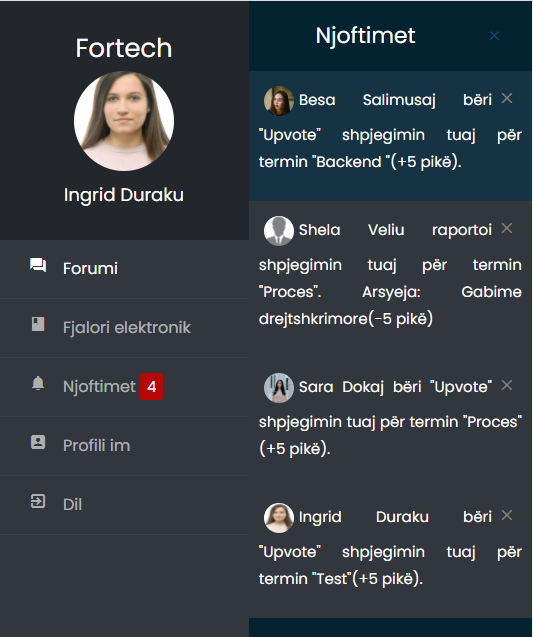 Fortech
Ingrid Duraku
Forumi
Fjalori elektronik
Njoftimet 4
Profili im
Dil
Njoftimet ×
Besa Salimusaj bëri ×
"Upvote" shpjegimin tuaj për
termin "Backend "(+5 pikë).
Shela Veliu raportoi ×
shpjegimin tuaj për termin
"Proces". Arsyeja: Gabime
drejtshkrimore(-5 pikë)
Sara Dokaj bëri "Upvote" ×
shpjegimin tuaj për termin "Proces"
(+5 pikë).
Ingrid Duraku bëri ×
"Upvote" shpjegimin tuaj për
termin "Test"(+5 pikë).